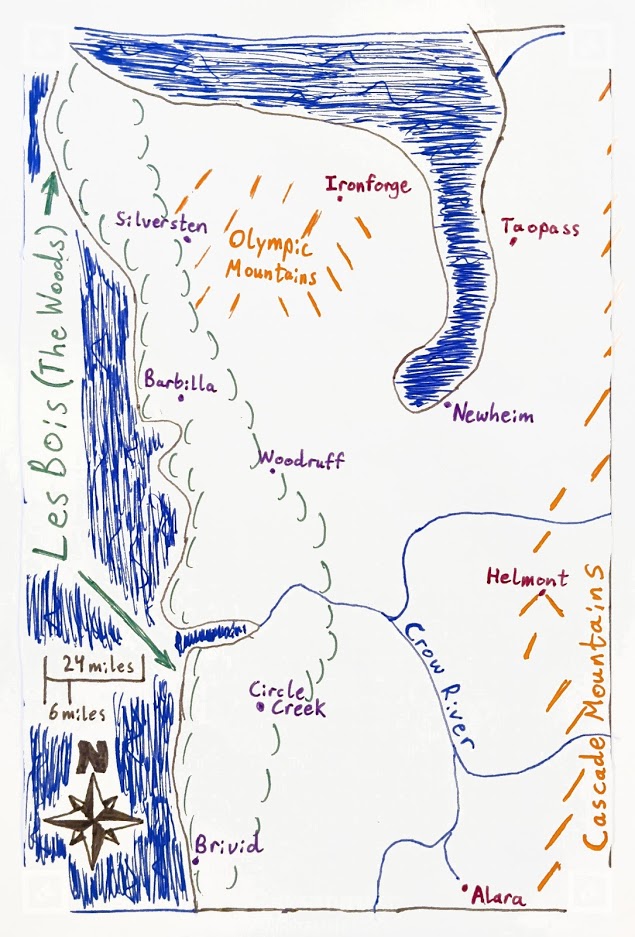 Ironforge
Silversten
Taopass
Olympic
Mountains
Les Bois (The Woods)
Barbilla
Newheim
Woodruff
Helmont
Cascade Mountains
Crow River
24 miles
6 miles
Circle
Creek
N
Brivid
Alara